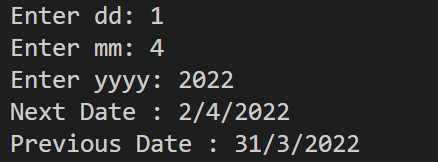 Enter dd: 1
Enter mm: 4
Enter yyyy: 2022
Next Date : 2/4/2022
Previous Date : 31/3/2022